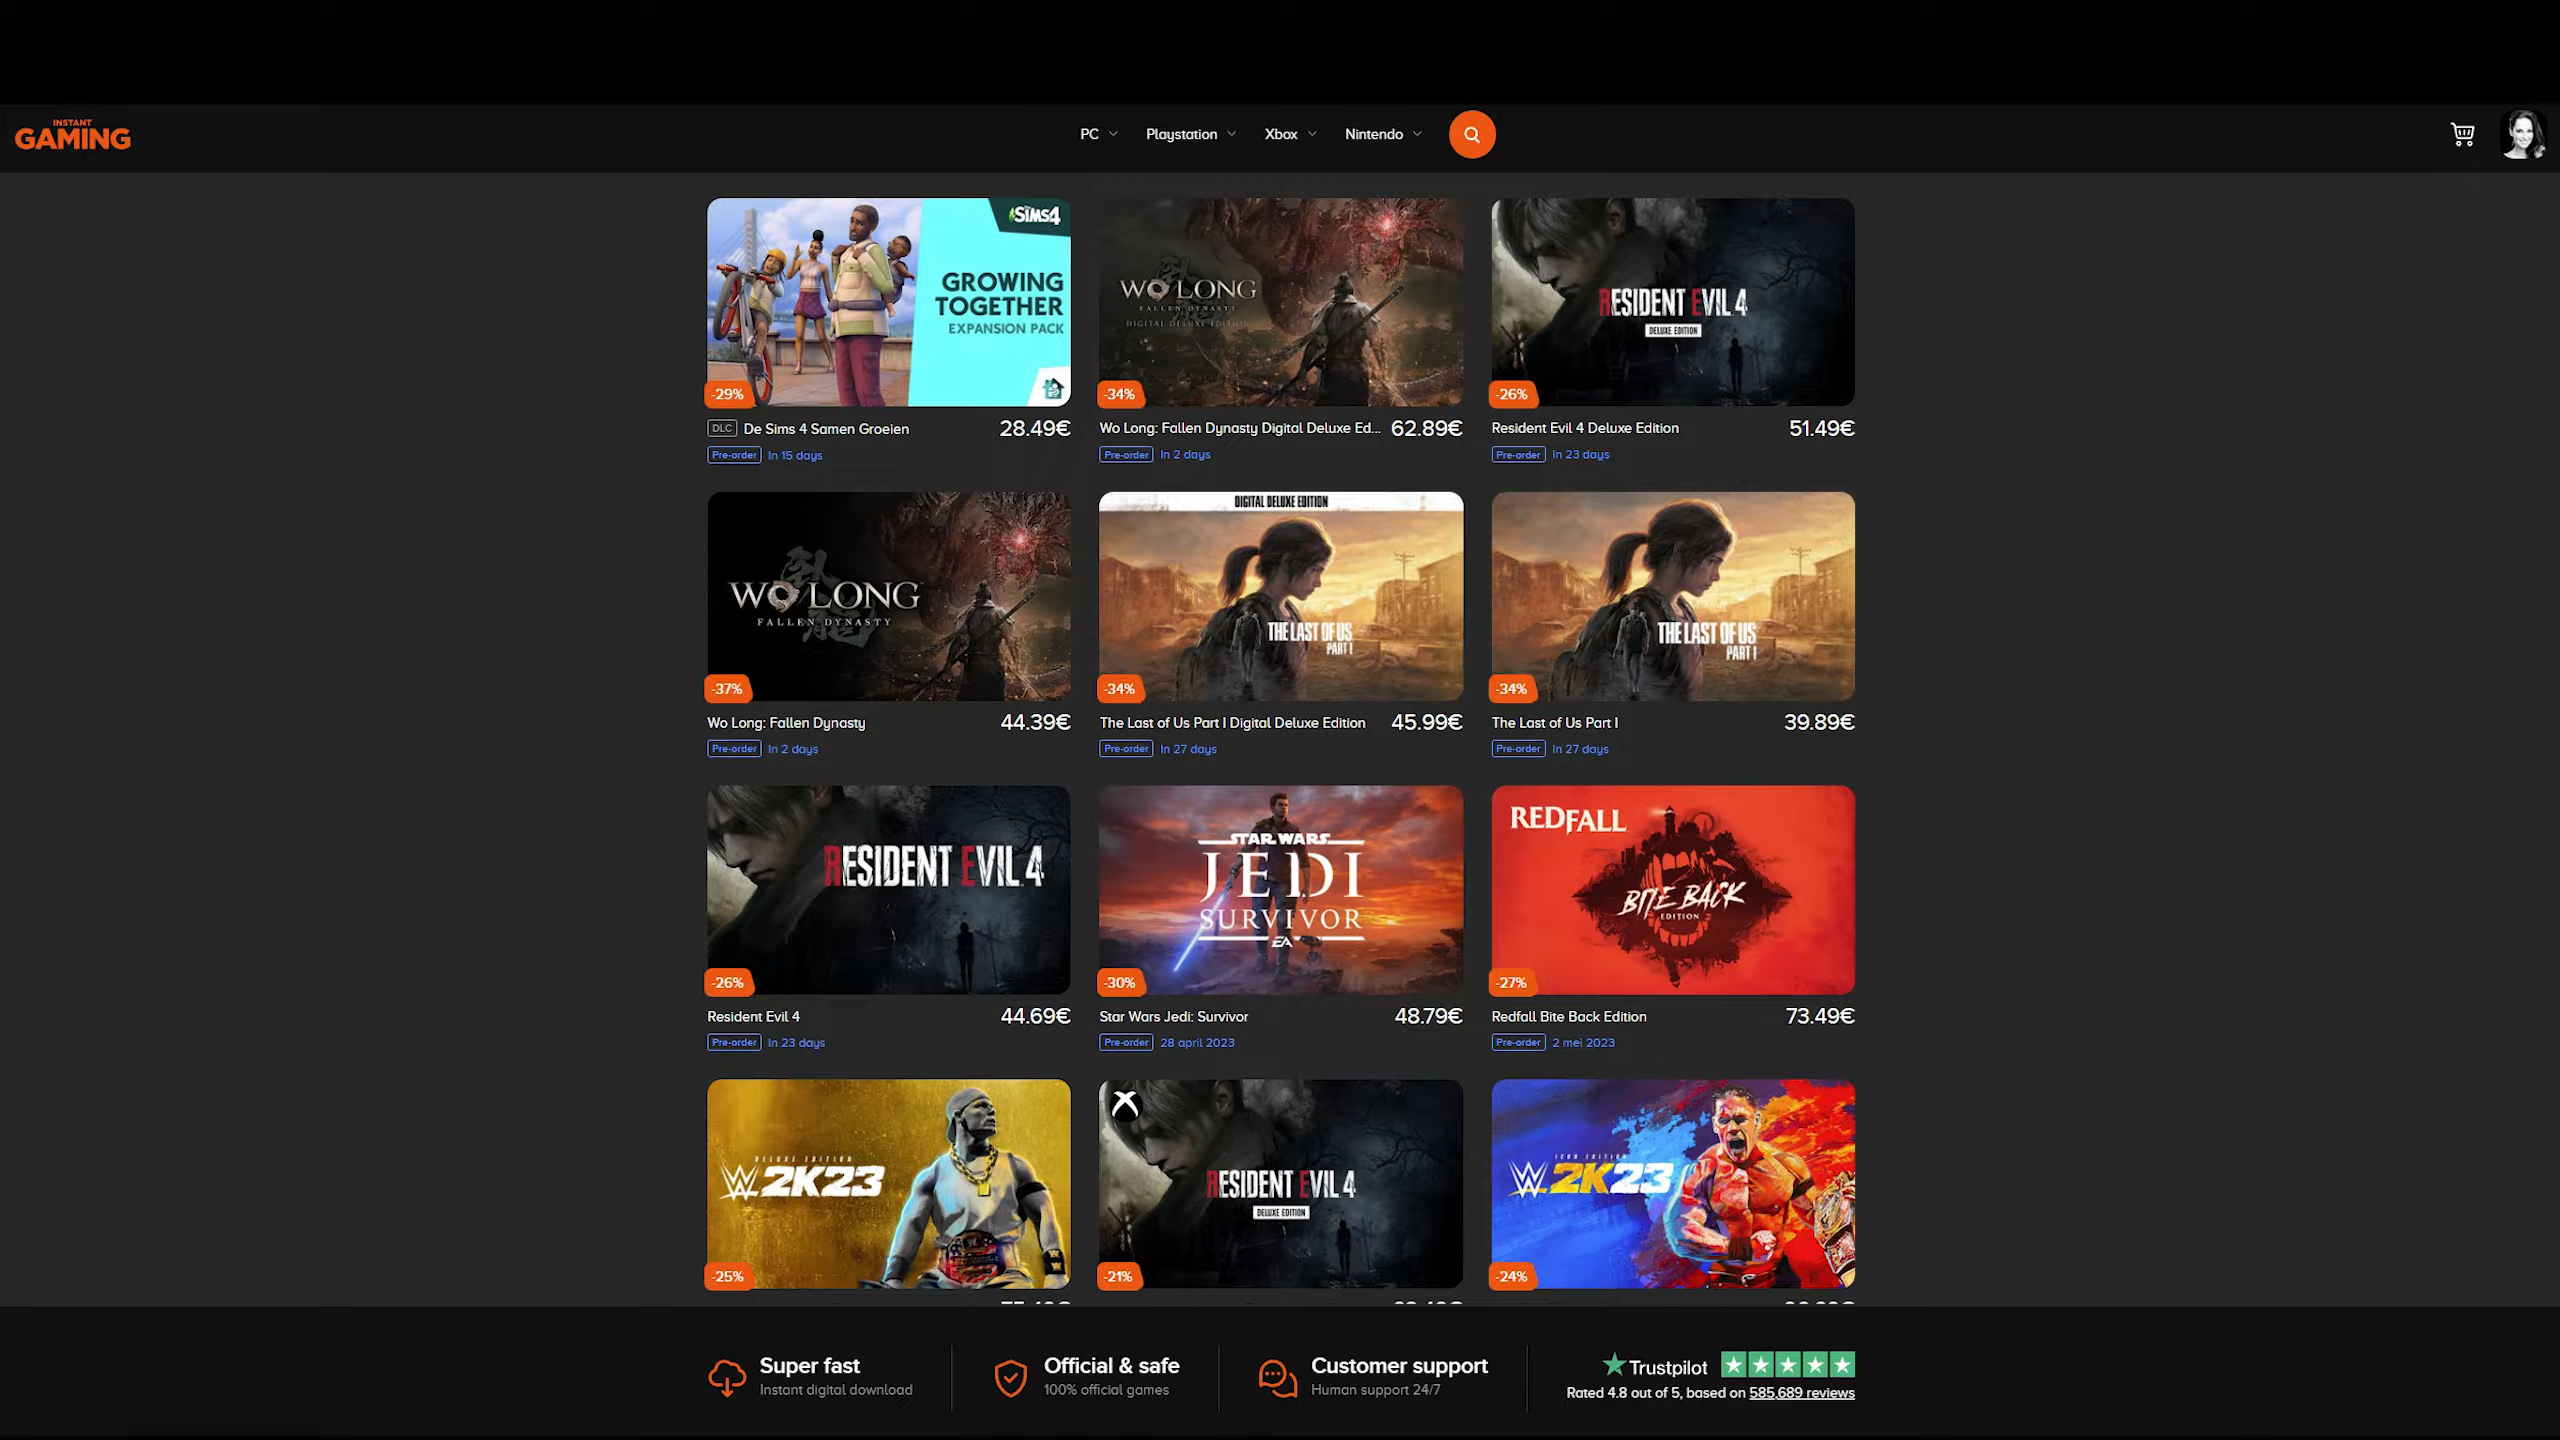 INSTANT
GAMING
PC
Playstation
Xbox
Nintendo
SIMS4
GROWING
TOGETHER
EXPANSION PACK
-29%
DLC De Sims 4 Samen Groeien 28.49€
Pre-order In 15 days
WO LONG
FALLEN DYNASTY
DIGITAL DELUXE EDITION
-34%
Wo Long: Fallen Dynasty Digital Deluxe Ed... 62.89€
Pre-order In 2 days
RESIDENT EVIL 4
DELUXE EDITION
-26%
Resident Evil 4 Deluxe Edition 51.49€
Pre-order In 23 days
WO LONG
FALLEN DYNASTY
-37%
Wo Long: Fallen Dynasty 44.39€
Pre-order In 2 days
DIGITAL DELUXE EDITION
THE LAST OF US
PART I
-34%
The Last of Us Part I Digital Deluxe Edition 45.99€
Pre-order In 27 days
THE LAST OF US
PART I
-34%
The Last of Us Part I 39.89€
Pre-order In 27 days
RESIDENT EVIL 4
-26%
Resident Evil 4 44.69€
Pre-order In 23 days
STAR WARS
JEDI
SURVIVOR
EA
-30%
Star Wars Jedi: Survivor 48.79€
Pre-order 28 april 2023
REDFALL
BITE BACK
EDITION
-27%
Redfall Bite Back Edition 73.49€
Pre-order 2 mei 2023
DELUXE EDITION
W 2K23
-25%
RESIDENT EVIL 4
DELUXE EDITION
-21%
ICON EDITION
W 2K23
-24%
Super fast
Instant digital download
Official & safe
100% official games
Customer support
Human support 24/7
Trustpilot
Rated 4.8 out of 5, based on 585,689 reviews